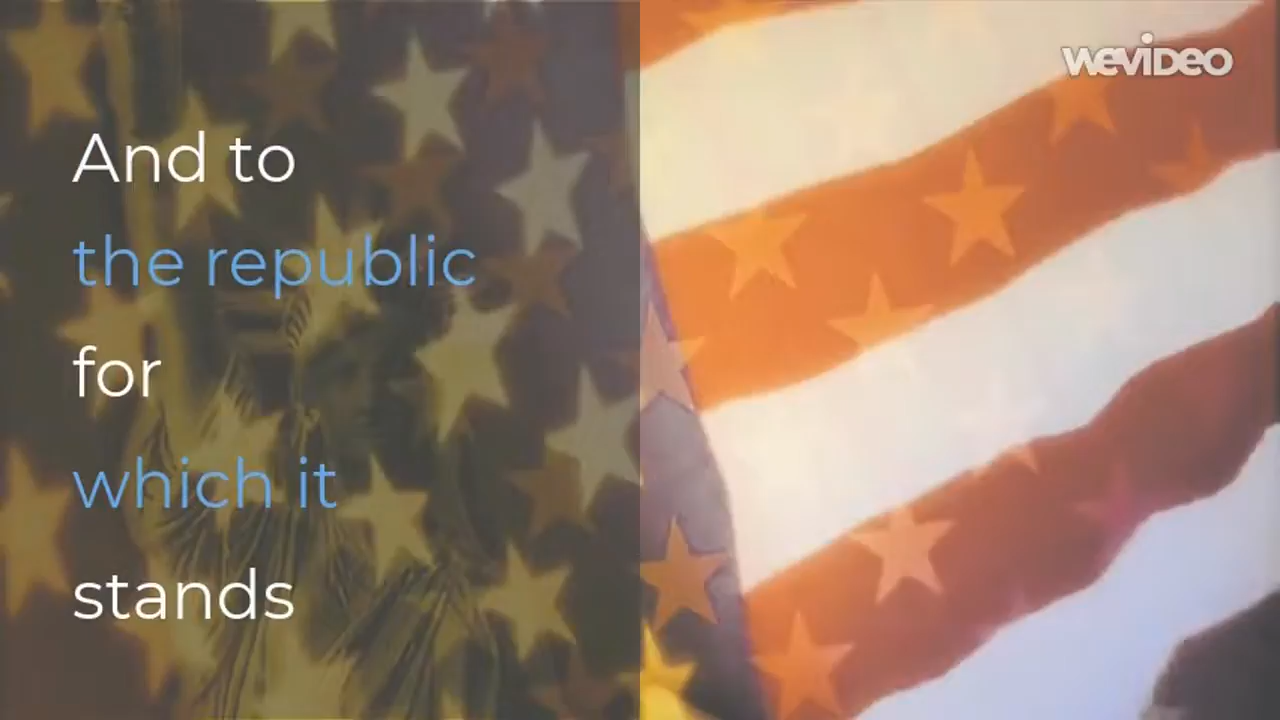 wevideo
And to
the republic
for
which it
stands